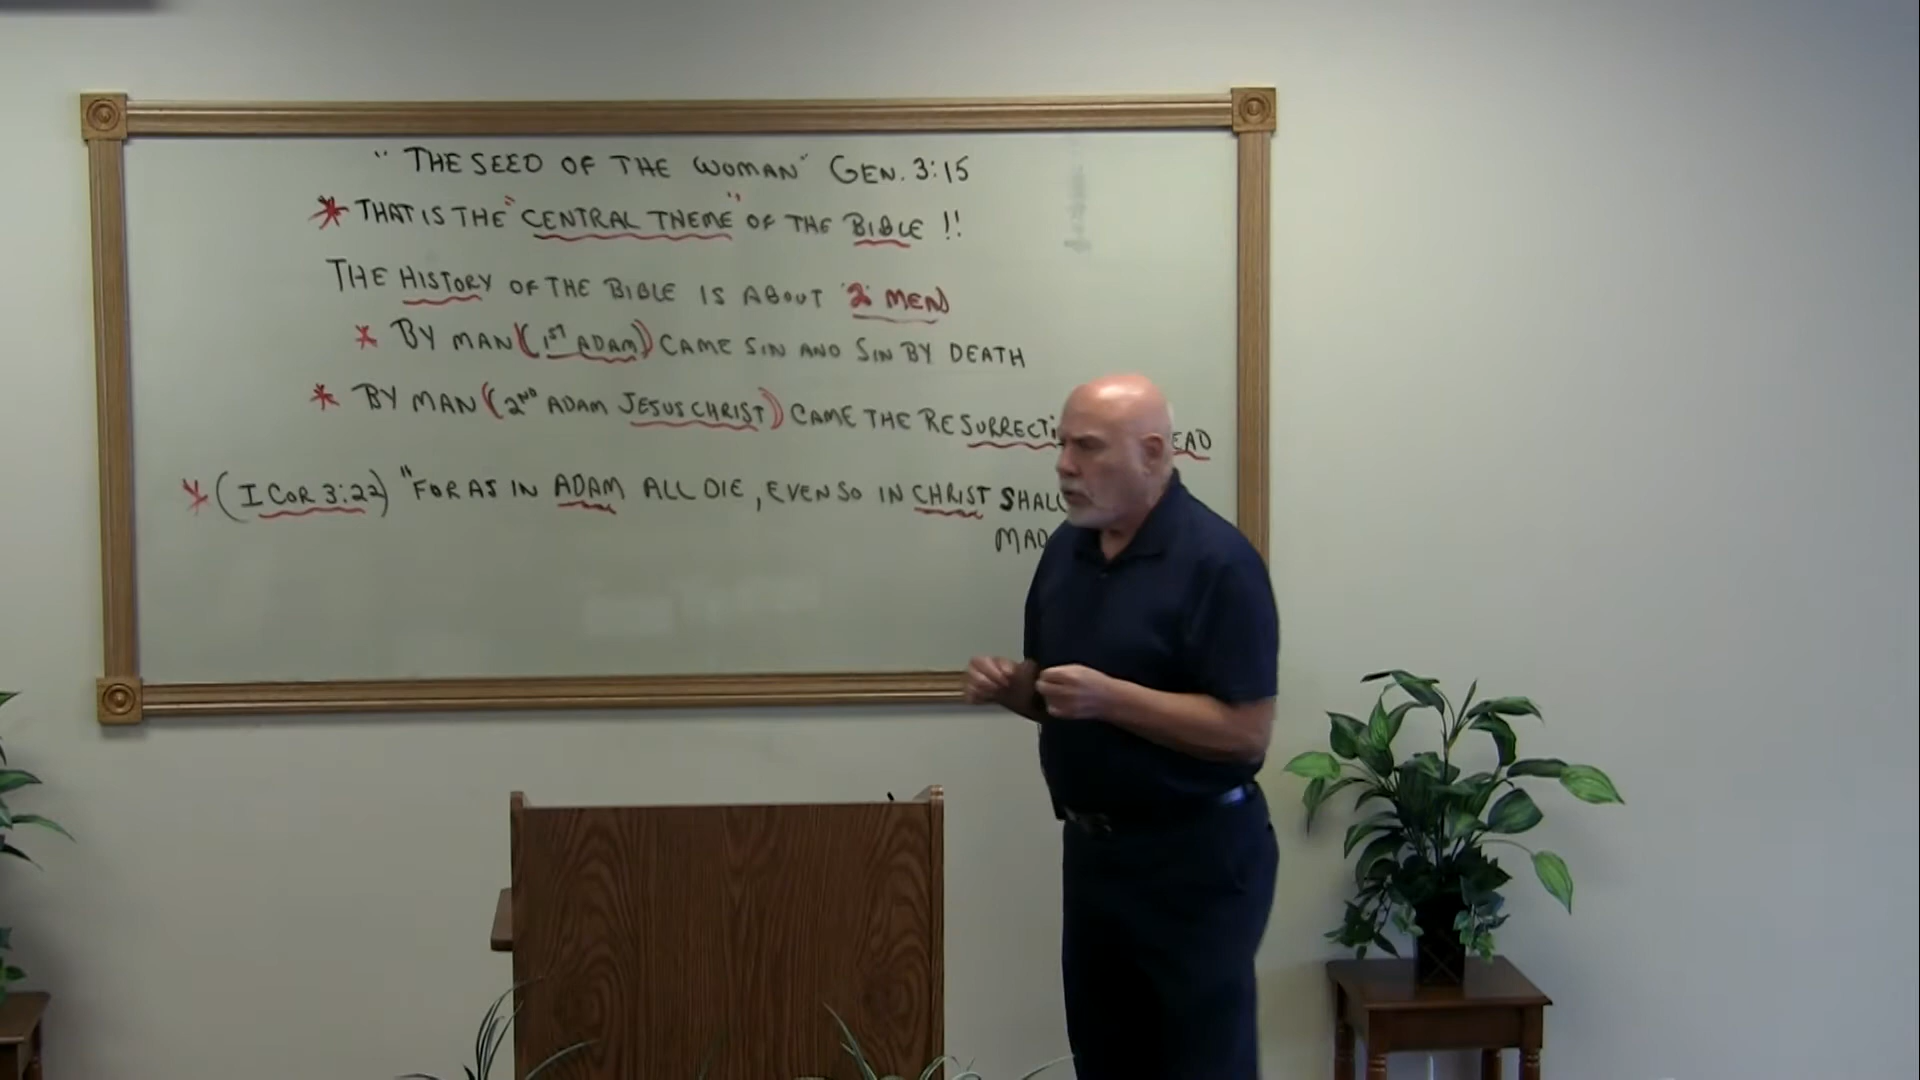 "THE SEED OF THE WOMAN" GEN. 3:15
* THAT IS THE "CENTRAL THEME" OF THE BIBLE !!
THE HISTORY OF THE BIBLE IS ABOUT "2" MEN
* BY MAN (1ST ADAM) CAME SIN AND SIN BY DEATH
* BY MAN (2ND ADAM JESUS CHRIST) CAME THE RESURRECTI EAD
* (I COR 3:22) "FOR AS IN ADAM ALL DIE, EVEN SO IN CHRIST SHALL
MAD